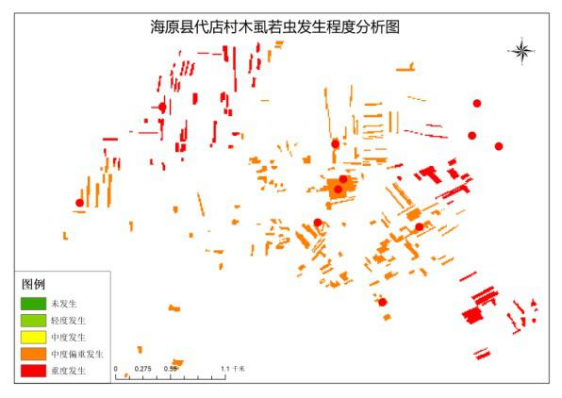 海原县代店村木虱若虫发生程度分析图
图例
未发生
轻度发生
中度发生
中度偏重发生
重度发生
0 0.275 0.55 1.1 千米